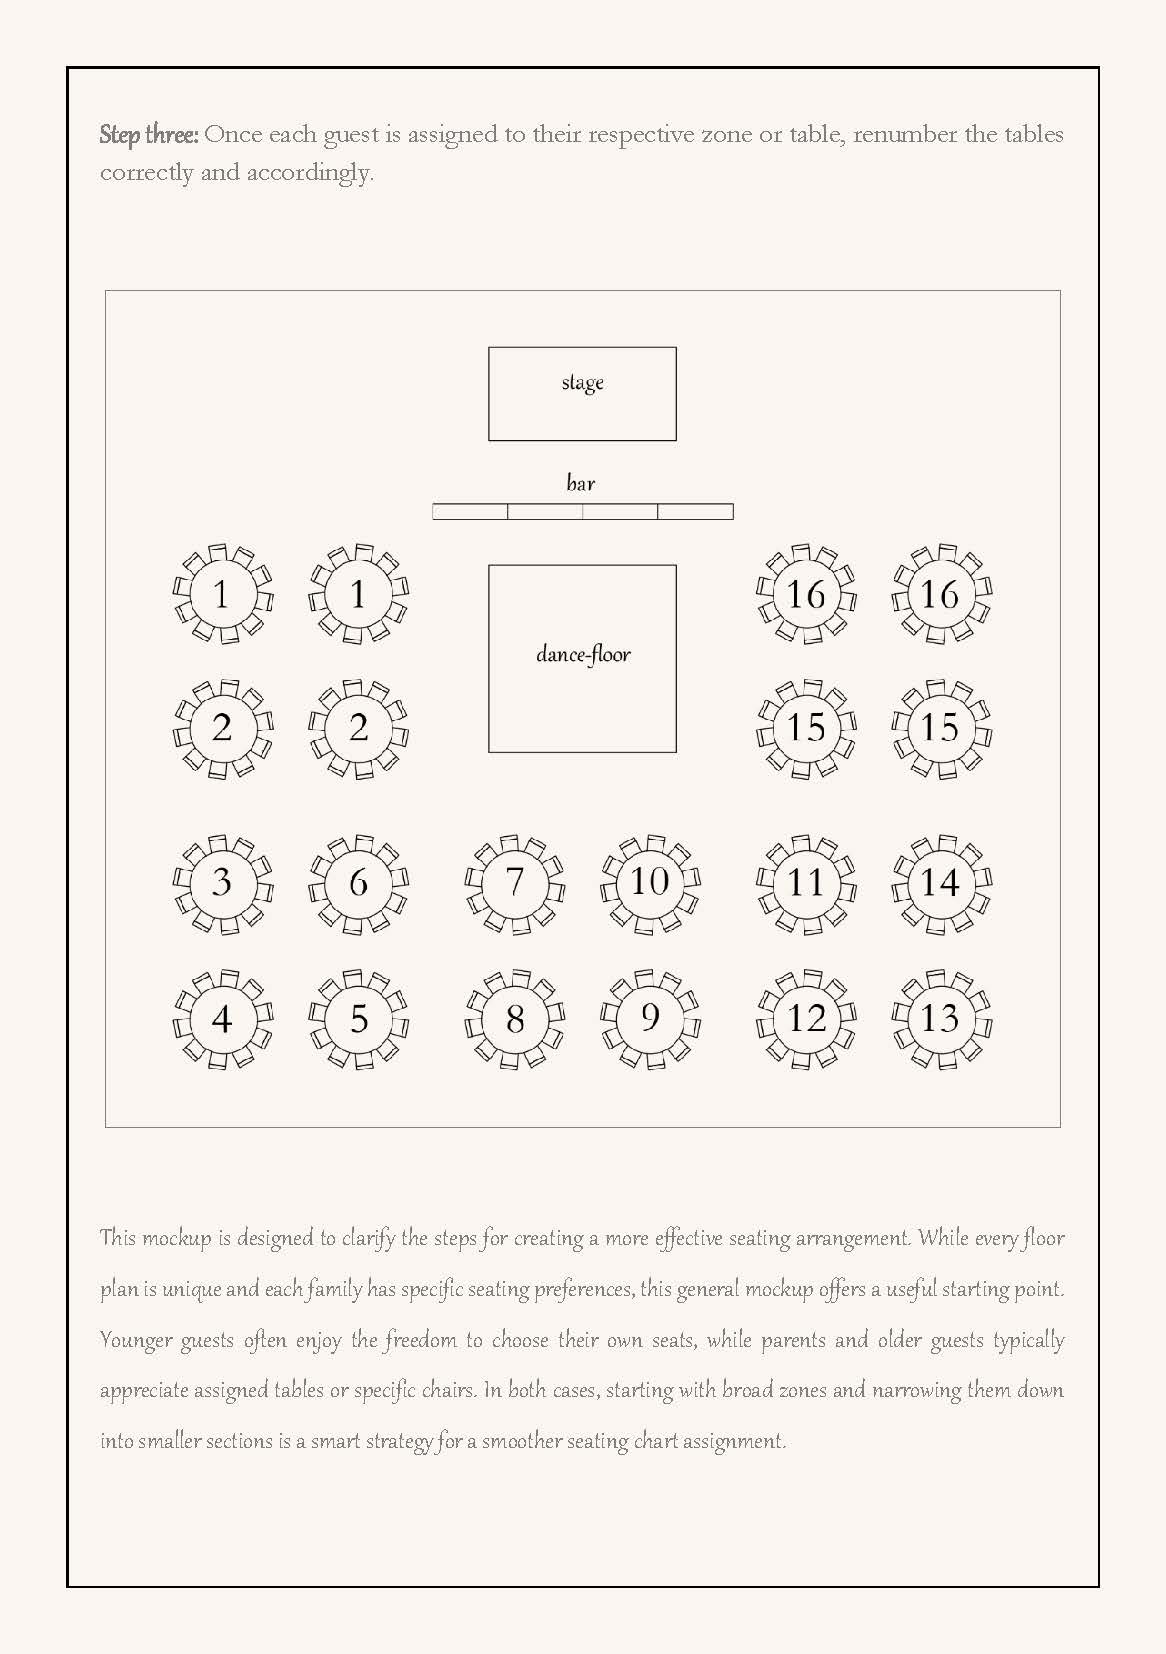 Step three: Once each guest is assigned to their respective zone or table, renumber the tables
correctly and accordingly.
stage
bar
1 1 16 16
dance-floor
2 2 15 15
3 6 7 10 11 14
4 5 8 9 12 13
This mockup is designed to clarify the steps for creating a more effective seating arrangement. While every floor
plan is unique and each family has specific seating preferences, this general mockup offers a useful starting point.
Younger guests often enjoy the freedom to choose their own seats, while parents and older guests typically
appreciate assigned tables or specific chairs. In both cases, starting with broad zones and narrowing them down
into smaller sections is a smart strategy for a smoother seating chart assignment.